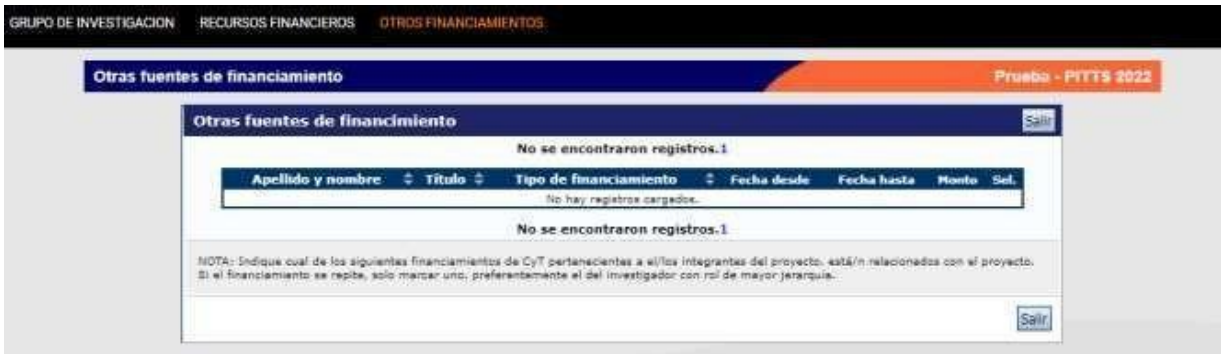 GRUPO DE INVESTIGACION RECURSOS FINANCIEROS OTROS FINANCIAMIENTOS
Otras fuentes de financiamiento Prueba - PITTS 2022
Otras fuentes de financimiento Salir
No se encontraron registros.1
Apellido y nombre Título Tipo de financiamiento Fecha desde Fecha hasta Monto Sel.
No hay registros cargados.
No se encontraron registros.1
NOTA: Indique cual de los siguientes financiamientos de CyT pertenecientes a el/los integrantes del proyecto, está/n relacionados con el proyecto.
Si el financiamiento se repite, solo marcar uno, preferentemente el del investigador con rol de mayor jerarquía.
Salir